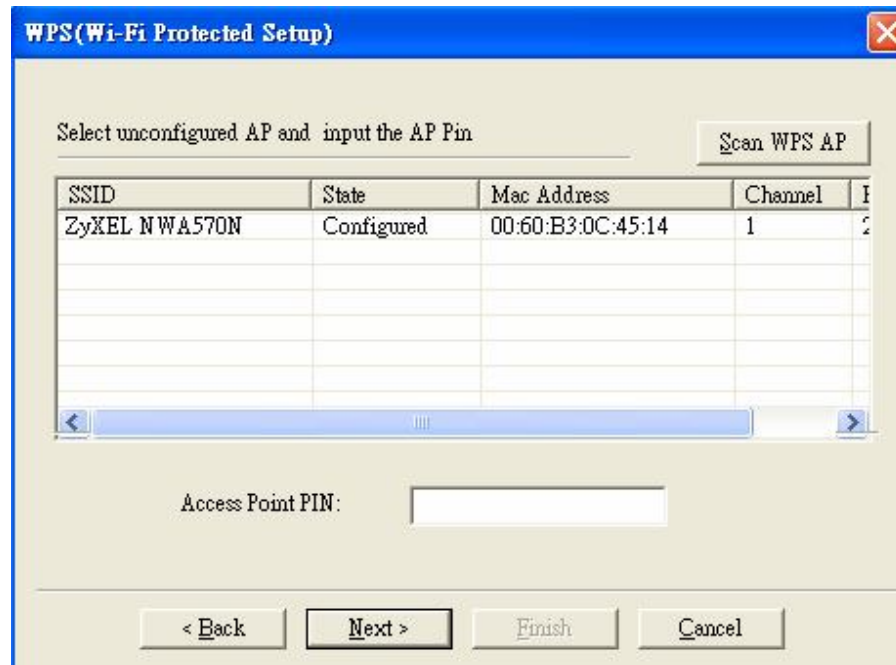 WPS(Wi-Fi Protected Setup)
Select unconfigured AP and input the AP Pin
Scan WPS AP
SSID State Mac Address Channel
ZyXEL NWA570N Configured 00:60:B3:0C:45:14 1 2
Access Point PIN:
< Back Next > Finish Cancel